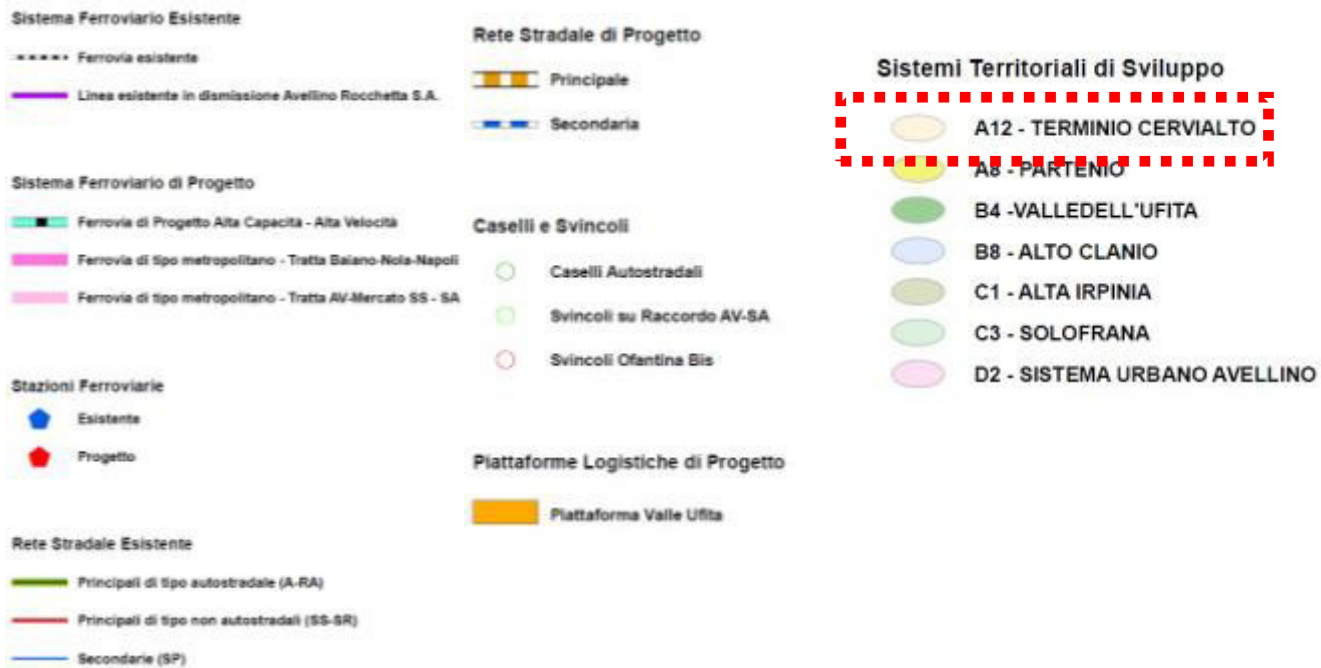 Sistema Ferroviario Esistente
Ferrovia esistente
Linea esistente in dismissione Avellino Rocchetta S.A.
Sistema Ferroviario di Progetto
Ferrovia di Progetto Alta Capacità - Alta Velocità
Ferrovia di tipo metropolitano - Tratta Baiano-Nola-Napoli
Ferrovia di tipo metropolitano - Tratta AV-Mercato SS - SA
Stazioni Ferroviarie
Esistente
Progetto
Rete Stradale Esistente
Principali di tipo autostradale (A-RA)
Principali di tipo non autostradali (SS-SR)
Secondarie (SP)
Rete Stradale di Progetto
Principale
Secondaria
Caselli e Svincoli
Caselli Autostradali
Svincoli su Raccordo AV-SA
Svincoli Ofantina Bis
Piattaforme Logistiche di Progetto
Piattaforma Valle Ufita
Sistemi Territoriali di Sviluppo
A12 - TERMINIO CERVIALTO
A8 - PARTENIO
B4 -VALLEDELL'UFITA
B8 - ALTO CLANIO
C1 - ALTA IRPINIA
C3 - SOLOFRANA
D2 - SISTEMA URBANO AVELLINO